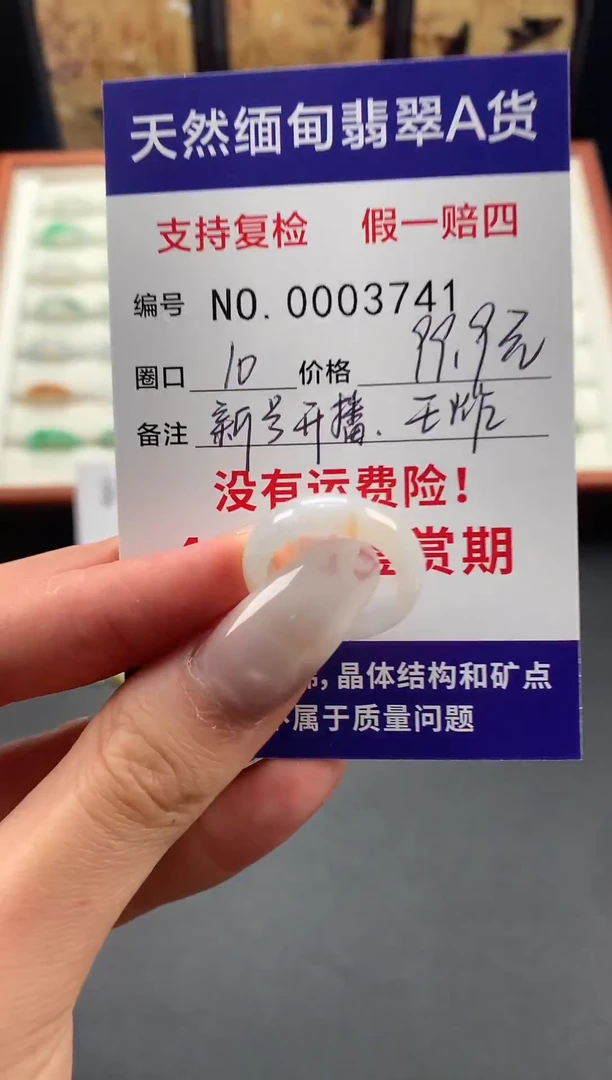 天然缅甸翡翠A货
支持复检 假一赔四
编号 NO.0003741
圈口 10 价格 99.9元
备注 新号开播. 王炸
没有运费险!
赏期
,晶体结构和矿点
不属于质量问题